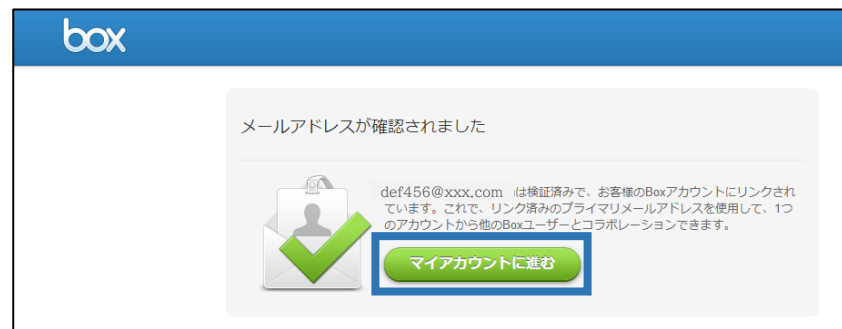 box
メールアドレスが確認されました
def456@xxx.com は検証済みで、お客様のBoxアカウントにリンクされ
ています。これで、リンク済みのプライマリメールアドレスを使用して、1つ
のアカウントから他のBoxユーザーとコラボレーションできます。
マイアカウントに進む